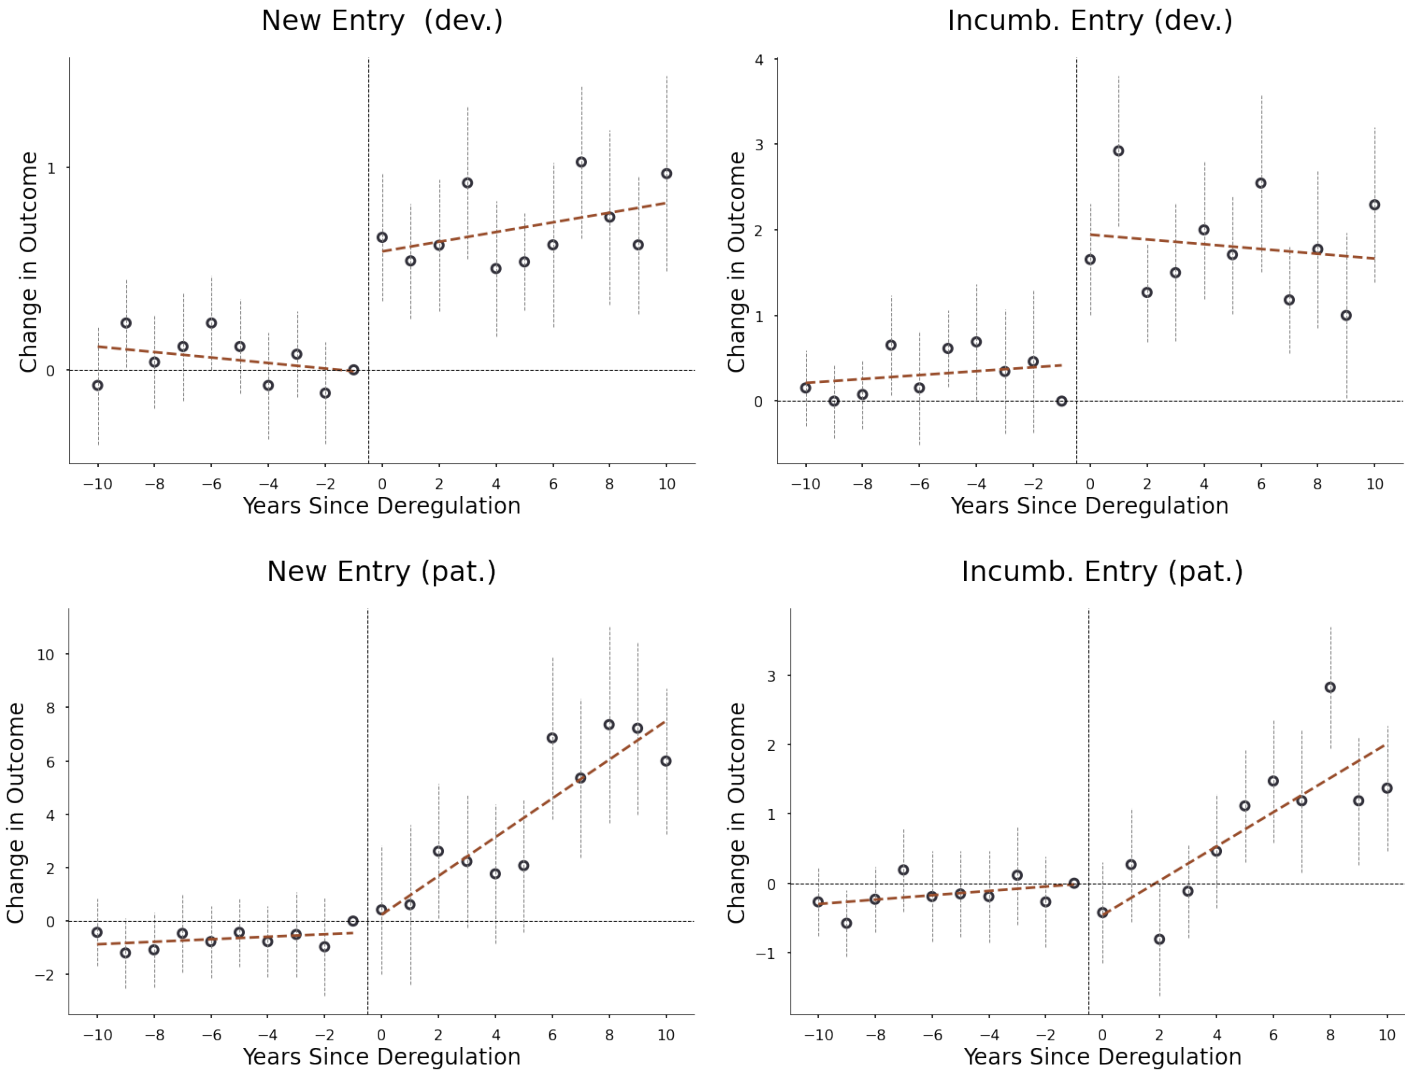 New Entry  (dev.)
Change in Outcome
1
0
−10 −8 −6 −4 −2 0 2 4 6 8 10
Years Since Deregulation
Incumb. Entry (dev.)
Change in Outcome
4
3
2
1
0
−10 −8 −6 −4 −2 0 2 4 6 8 10
Years Since Deregulation
New Entry (pat.)
Change in Outcome
10
8
6
4
2
0
−2
−10 −8 −6 −4 −2 0 2 4 6 8 10
Years Since Deregulation
Incumb. Entry (pat.)
Change in Outcome
3
2
1
0
−1
−10 −8 −6 −4 −2 0 2 4 6 8 10
Years Since Deregulation